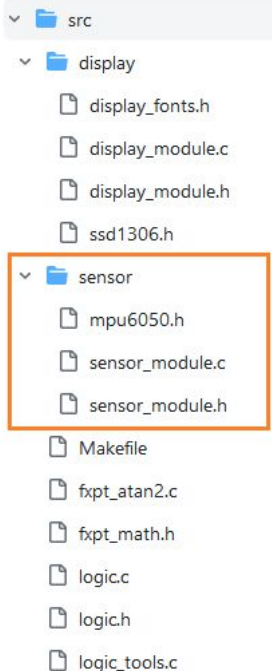 src
display
display_fonts.h
display_module.c
display_module.h
ssd1306.h
sensor
mpu6050.h
sensor_module.c
sensor_module.h
Makefile
fxpt_atan2.c
fxpt_math.h
logic.c
logic.h
logic_tools.c